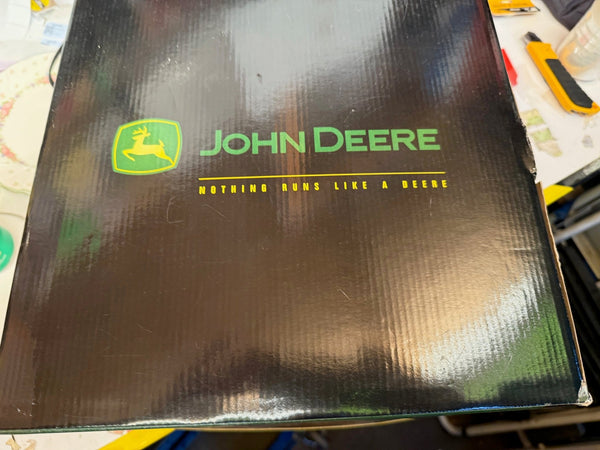 JOHN DEERE
NOTHING RUNS LIKE A DEERE